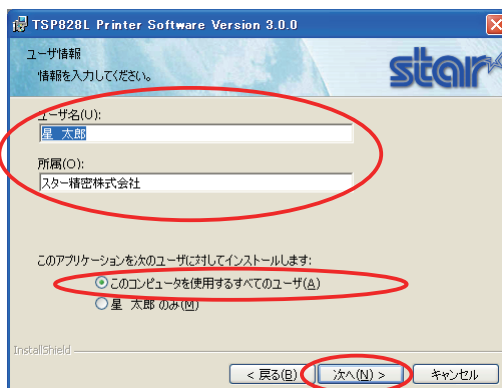 TSP828L Printer Software Version 3.0.0
ユーザ情報
情報を入力してください。
star
ユーザ名(U):
星 太郎
所属(O):
スター精密株式会社
このアプリケーションを次のユーザに対してインストールします:
このコンピュータを使用するすべてのユーザ(A)
星 太郎 のみ(M)
InstallShield
< 戻る(B) 次へ(N) > キャンセル